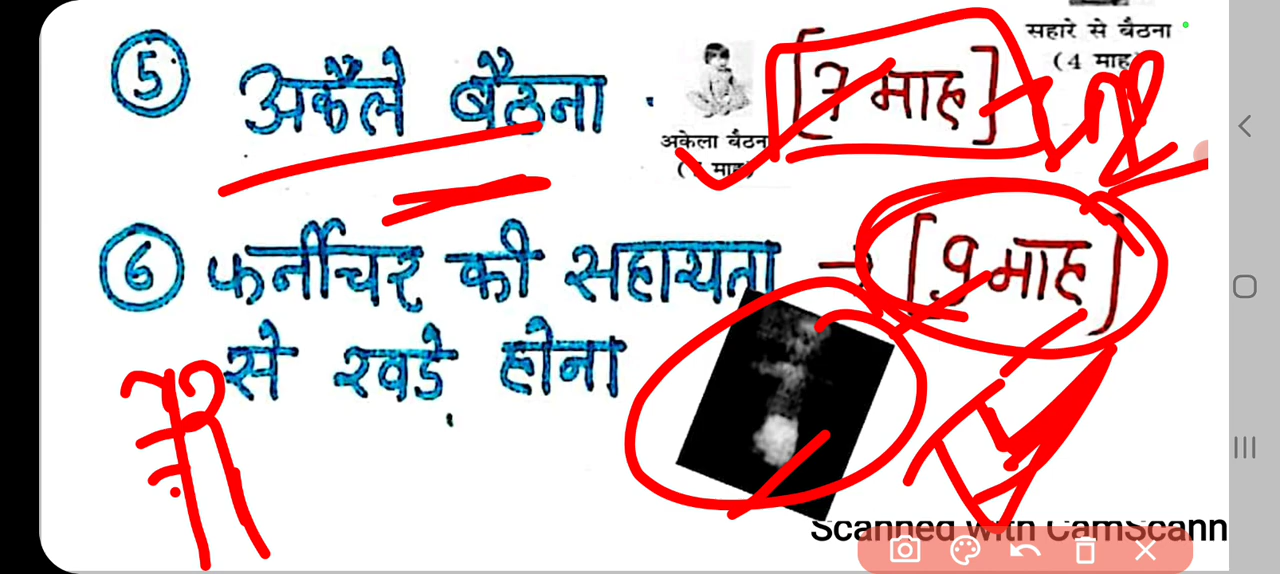 सहारे से बैठना
(4 माह)
⑤ अकेले बैठना [7 माह]
अकेला बैठन
⑥ फर्नीचर की सहायता → [9 माह]
से खड़े होना
Scanned with CamScann